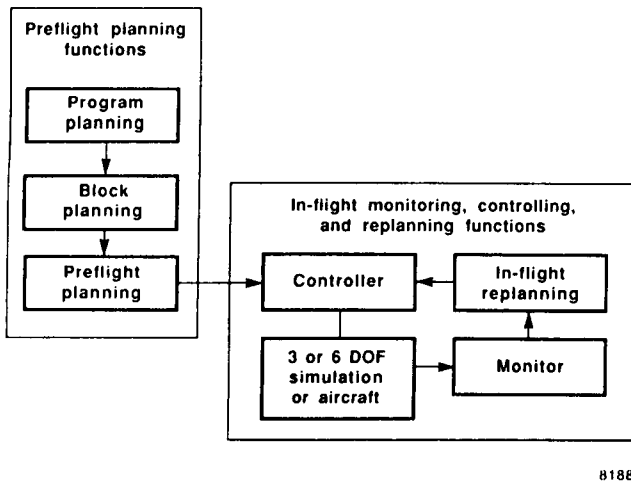 Preflight planning
functions
Program
planning
Block
planning
Preflight
planning
In-flight monitoring, controlling,
and replanning functions
Controller
In-flight
replanning
3 or 6 DOF
simulation
or aircraft
Monitor
8188